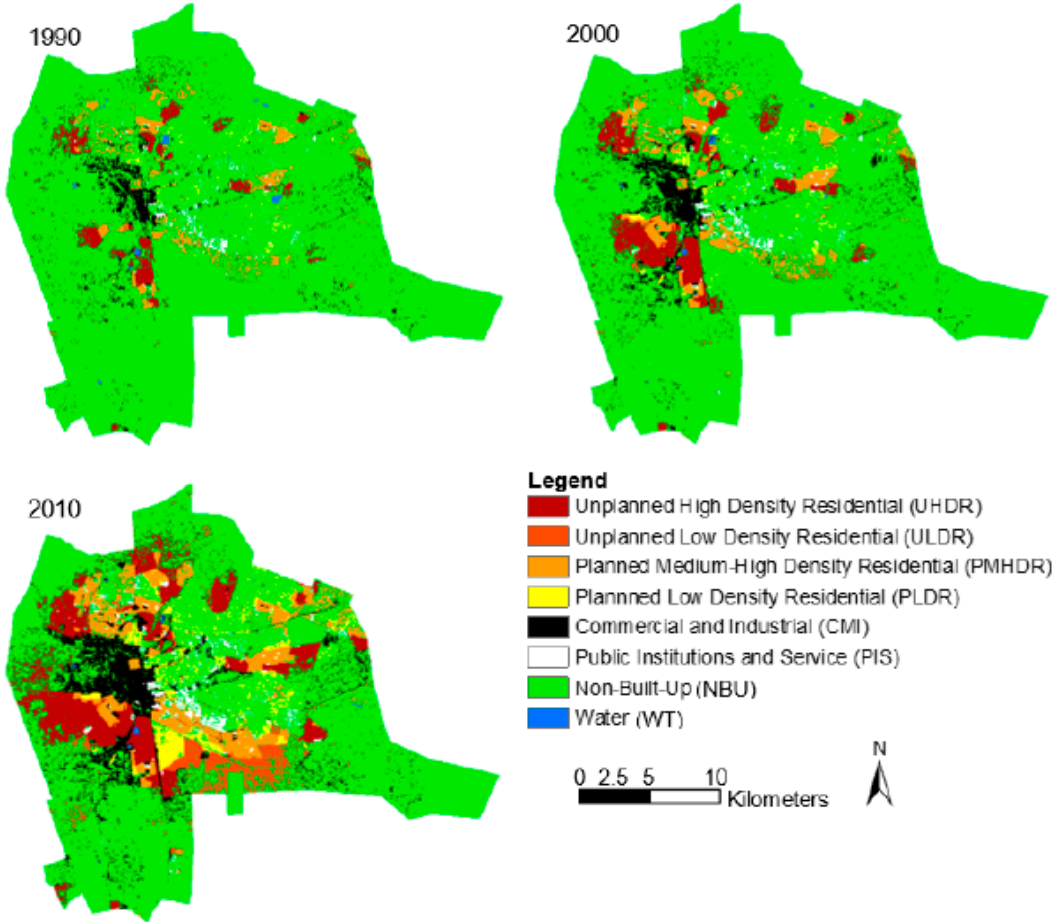 1990
2000
2010
Legend
Unplanned High Density Residential (UHDR)
Unplanned Low Density Residential (ULDR)
Planned Medium-High Density Residential (PMHDR)
Plannned Low Density Residential (PLDR)
Commercial and Industrial (CMI)
Public Institutions and Service (PIS)
Non-Built-Up (NBU)
Water (WT)
N
0 2.5 5 10
Kilometers